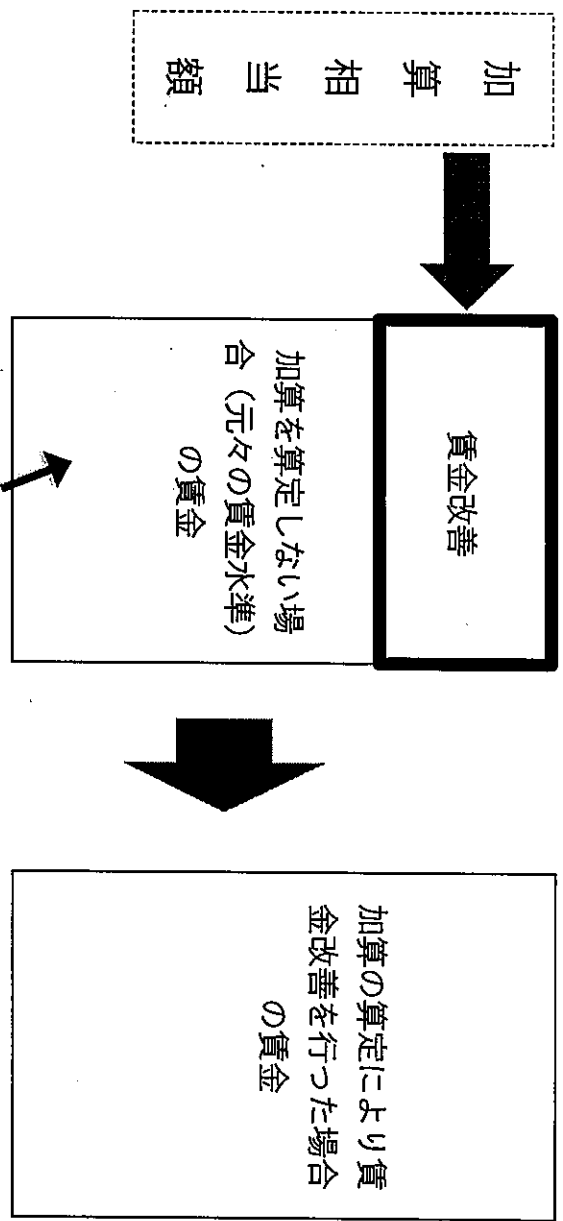 加算相当額
賃金改善
加算を算定しない場
合（元々の賃金水準）
の賃金
加算の算定により賃
金改善を行った場合
の賃金